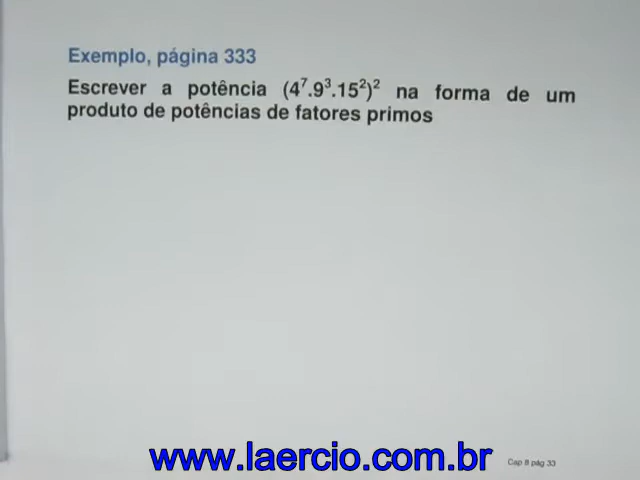 Exemplo, página 333
Escrever a potência (4⁷.9³.15²)² na forma de um
produto de potências de fatores primos
www.laercio.com.br
Cap 8 pág 33